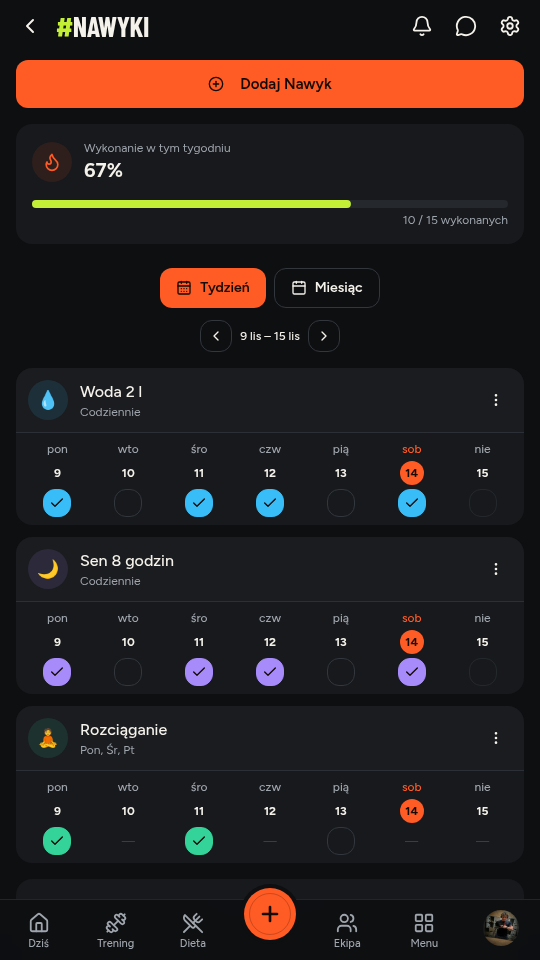 #NAWYKI
Dodaj Nawyk
Wykonanie w tym tygodniu
67%
10 / 15 wykonanych
Tydzień Miesiąc
9 lis – 15 lis
Woda 2 l
Codziennie
pon wto śro czw pią sob nie
9 10 11 12 13 14 15
Sen 8 godzin
Codziennie
pon wto śro czw pią sob nie
9 10 11 12 13 14 15
Rozciąganie
Pon, Śr, Pt
pon wto śro czw pią sob nie
9 10 11 12 13 14 15
— — — —
Dziś Trening Dieta Ekipa Menu